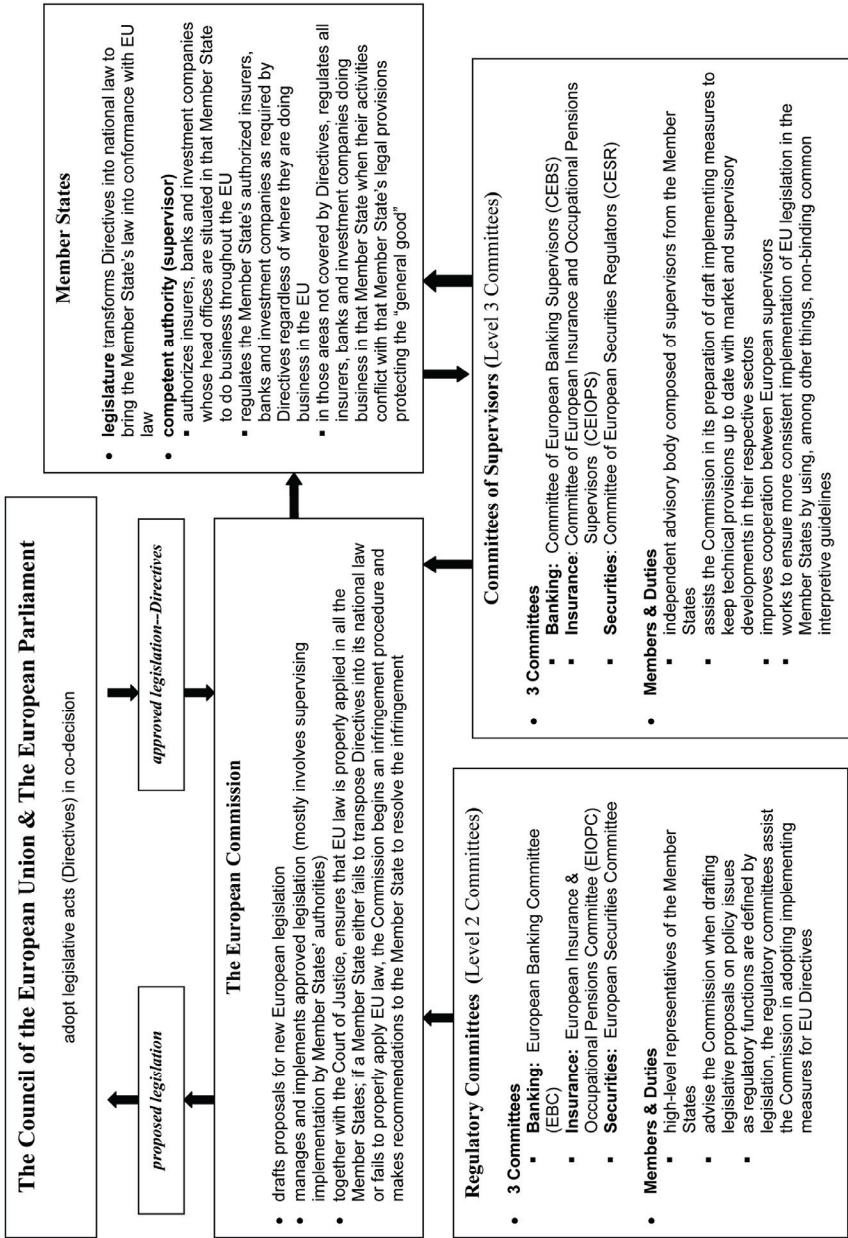 The Council of the European Union & The European Parliament
adopt legislative acts (Directives) in co-decision
proposed legislation
approved legislation--Directives
The European Commission
• drafts proposals for new European legislation
• manages and implements approved legislation (mostly involves supervising
implementation by Member States' authorities)
• together with the Court of Justice, ensures that EU law is properly applied in all the
Member States; if a Member State either fails to transpose Directives into its national law
or fails to properly apply EU law, the Commission begins an infringement procedure and
makes recommendations to the Member State to resolve the infringement
Member States
• legislature transforms Directives into national law to
bring the Member State's law into conformance with EU
law
• competent authority (supervisor)
▪ authorizes insurers, banks and investment companies
whose head offices are situated in that Member State
to do business throughout the EU
▪ regulates the Member State's authorized insurers,
banks and investment companies as required by
Directives regardless of where they are doing
business in the EU
▪ in those areas not covered by Directives, regulates all
insurers, banks and investment companies doing
business in that Member State when their activities
conflict with that Member State's legal provisions
protecting the "general good"
Regulatory Committees (Level 2 Committees)
• 3 Committees
▪ Banking: European Banking Committee
(EBC)
▪ Insurance: European Insurance &
Occupational Pensions Committee (EIOPC)
▪ Securities: European Securities Committee
• Members & Duties
▪ high-level representatives of the Member
States
▪ advise the Commission when drafting
legislative proposals on policy issues
▪ as regulatory functions are defined by
legislation, the regulatory committees assist
the Commission in adopting implementing
measures for EU Directives
Committees of Supervisors (Level 3 Committees)
• 3 Committees
▪ Banking: Committee of European Banking Supervisors (CEBS)
▪ Insurance: Committee of European Insurance and Occupational Pensions
Supervisors (CEIOPS)
▪ Securities: Committee of European Securities Regulators (CESR)
• Members & Duties
▪ independent advisory body composed of supervisors from the Member
States
▪ assists the Commission in its preparation of draft implementing measures to
keep technical provisions up to date with market and supervisory
developments in their respective sectors
▪ improves cooperation between European supervisors
▪ works to ensure more consistent implementation of EU legislation in the
Member States by using, among other things, non-binding common
interpretive guidelines